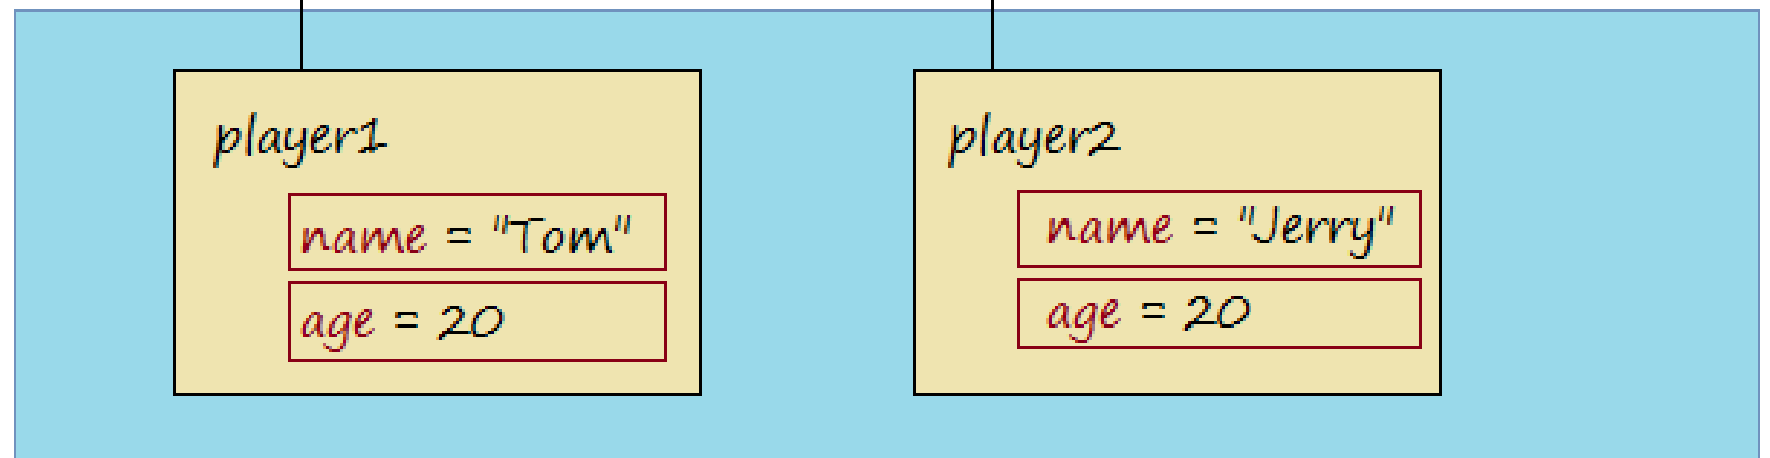 player1
name = "Tom"
age = 20
player2
name = "Jerry"
age = 20